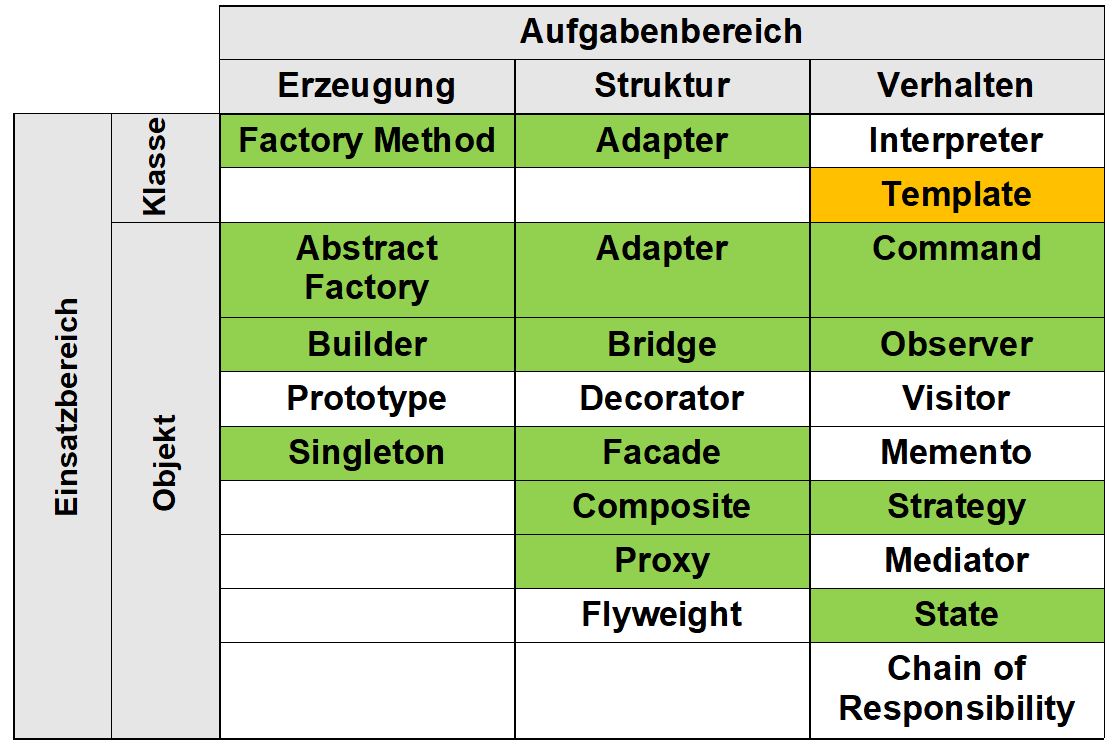 Aufgabenbereich
Erzeugung Struktur Verhalten
Einsatzbereich
Klasse
Factory Method Adapter Interpreter
Template
Objekt
Abstract
Factory
Adapter
Command
Builder Bridge Observer
Prototype Decorator Visitor
Singleton Facade Memento
Composite Strategy
Proxy Mediator
Flyweight State
Chain of
Responsibility